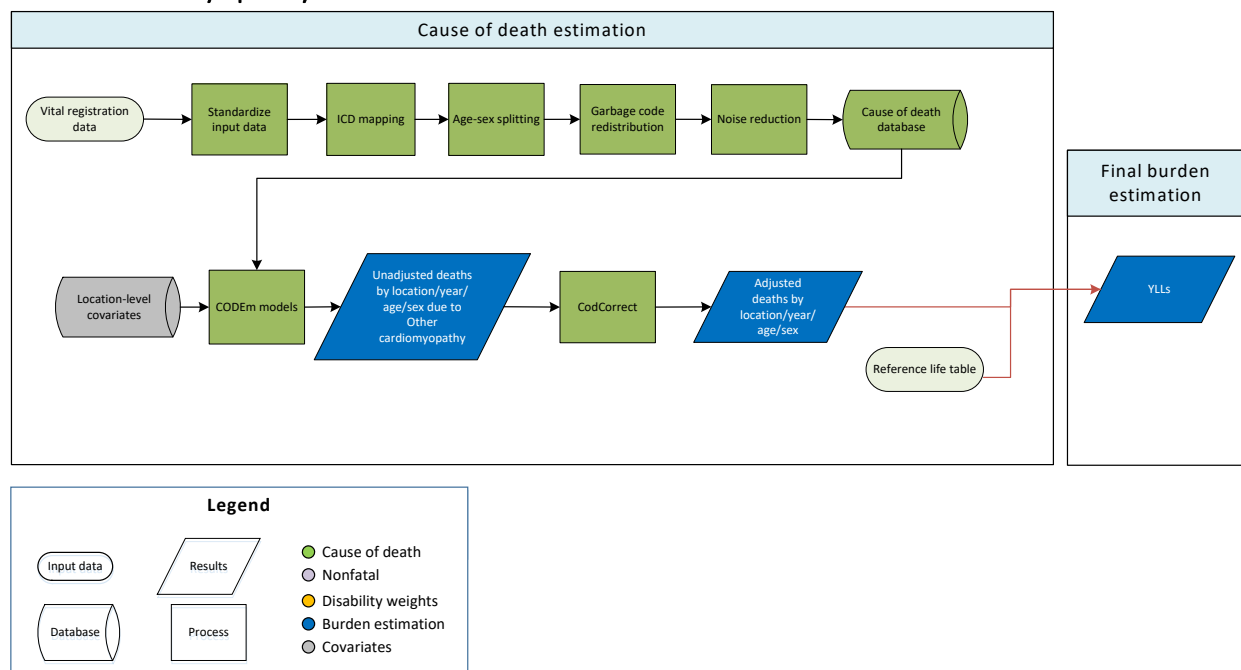 Cause of death estimation
Vital registration
data
Standardize
input data
ICD mapping
Age-sex splitting
Garbage code
redistribution
Noise reduction
Cause of death
database
Final burden
estimation
Location-level
covariates
CODEm models
Unadjusted deaths
by location/year/
age/sex due to
Other
cardiomyopathy
CodCorrect
Adjusted
deaths by
location/year/
age/sex
YLLs
Reference life table
Legend
Input data
Results
Database
Process
Cause of death
Nonfatal
Disability weights
Burden estimation
Covariates